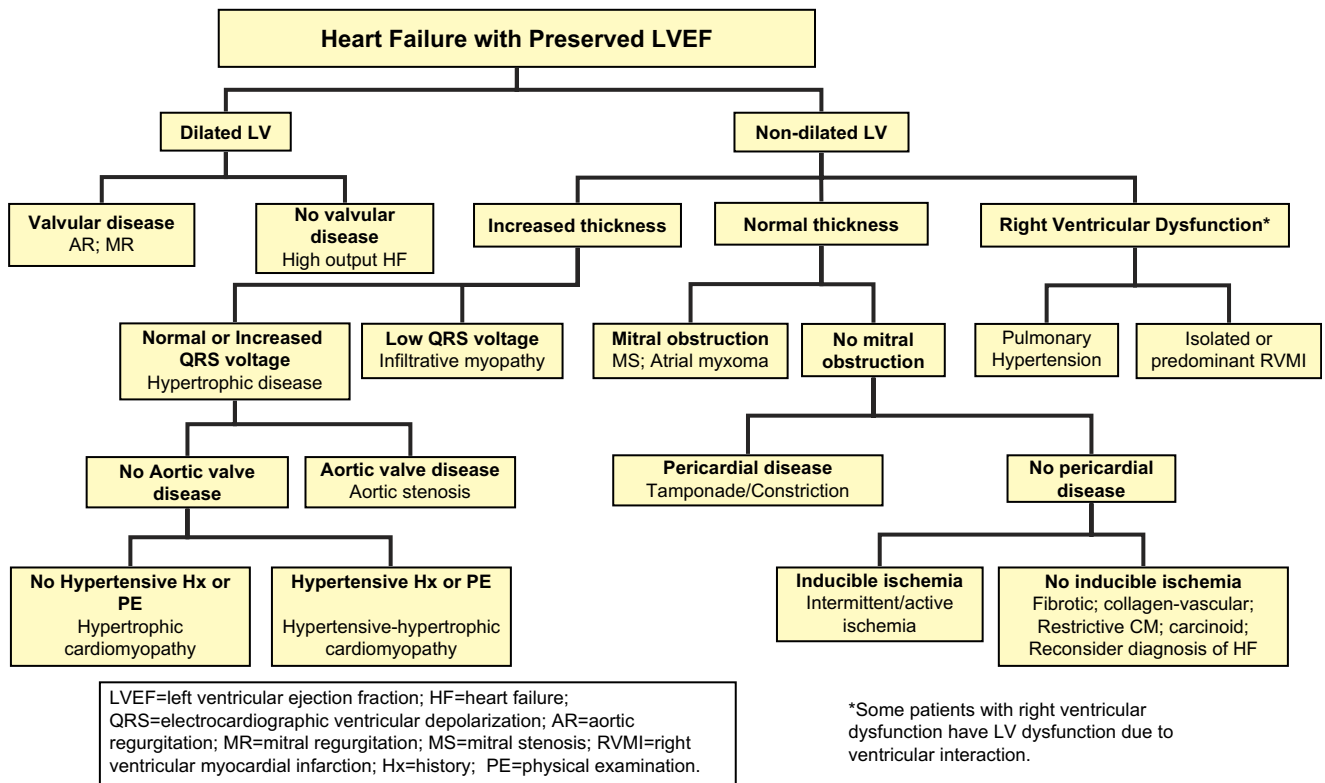 Heart Failure with Preserved LVEF
Dilated LV
Non-dilated LV
Valvular disease
AR; MR
No valvular
disease
High output HF
Increased thickness
Normal thickness
Right Ventricular Dysfunction*
Normal or Increased
QRS voltage
Hypertrophic disease
Low QRS voltage
Infiltrative myopathy
Mitral obstruction
MS; Atrial myxoma
No mitral
obstruction
Pulmonary
Hypertension
Isolated or
predominant RVMI
No Aortic valve
disease
Aortic valve disease
Aortic stenosis
Pericardial disease
Tamponade/Constriction
No pericardial
disease
No Hypertensive Hx or
PE
Hypertrophic
cardiomyopathy
Hypertensive Hx or PE
Hypertensive-hypertrophic
cardiomyopathy
Inducible ischemia
Intermittent/active
ischemia
No inducible ischemia
Fibrotic; collagen-vascular;
Restrictive CM; carcinoid;
Reconsider diagnosis of HF
LVEF=left ventricular ejection fraction; HF=heart failure;
QRS=electrocardiographic ventricular depolarization; AR=aortic
regurgitation; MR=mitral regurgitation; MS=mitral stenosis; RVMI=right
ventricular myocardial infarction; Hx=history; PE=physical examination.
*Some patients with right ventricular
dysfunction have LV dysfunction due to
ventricular interaction.